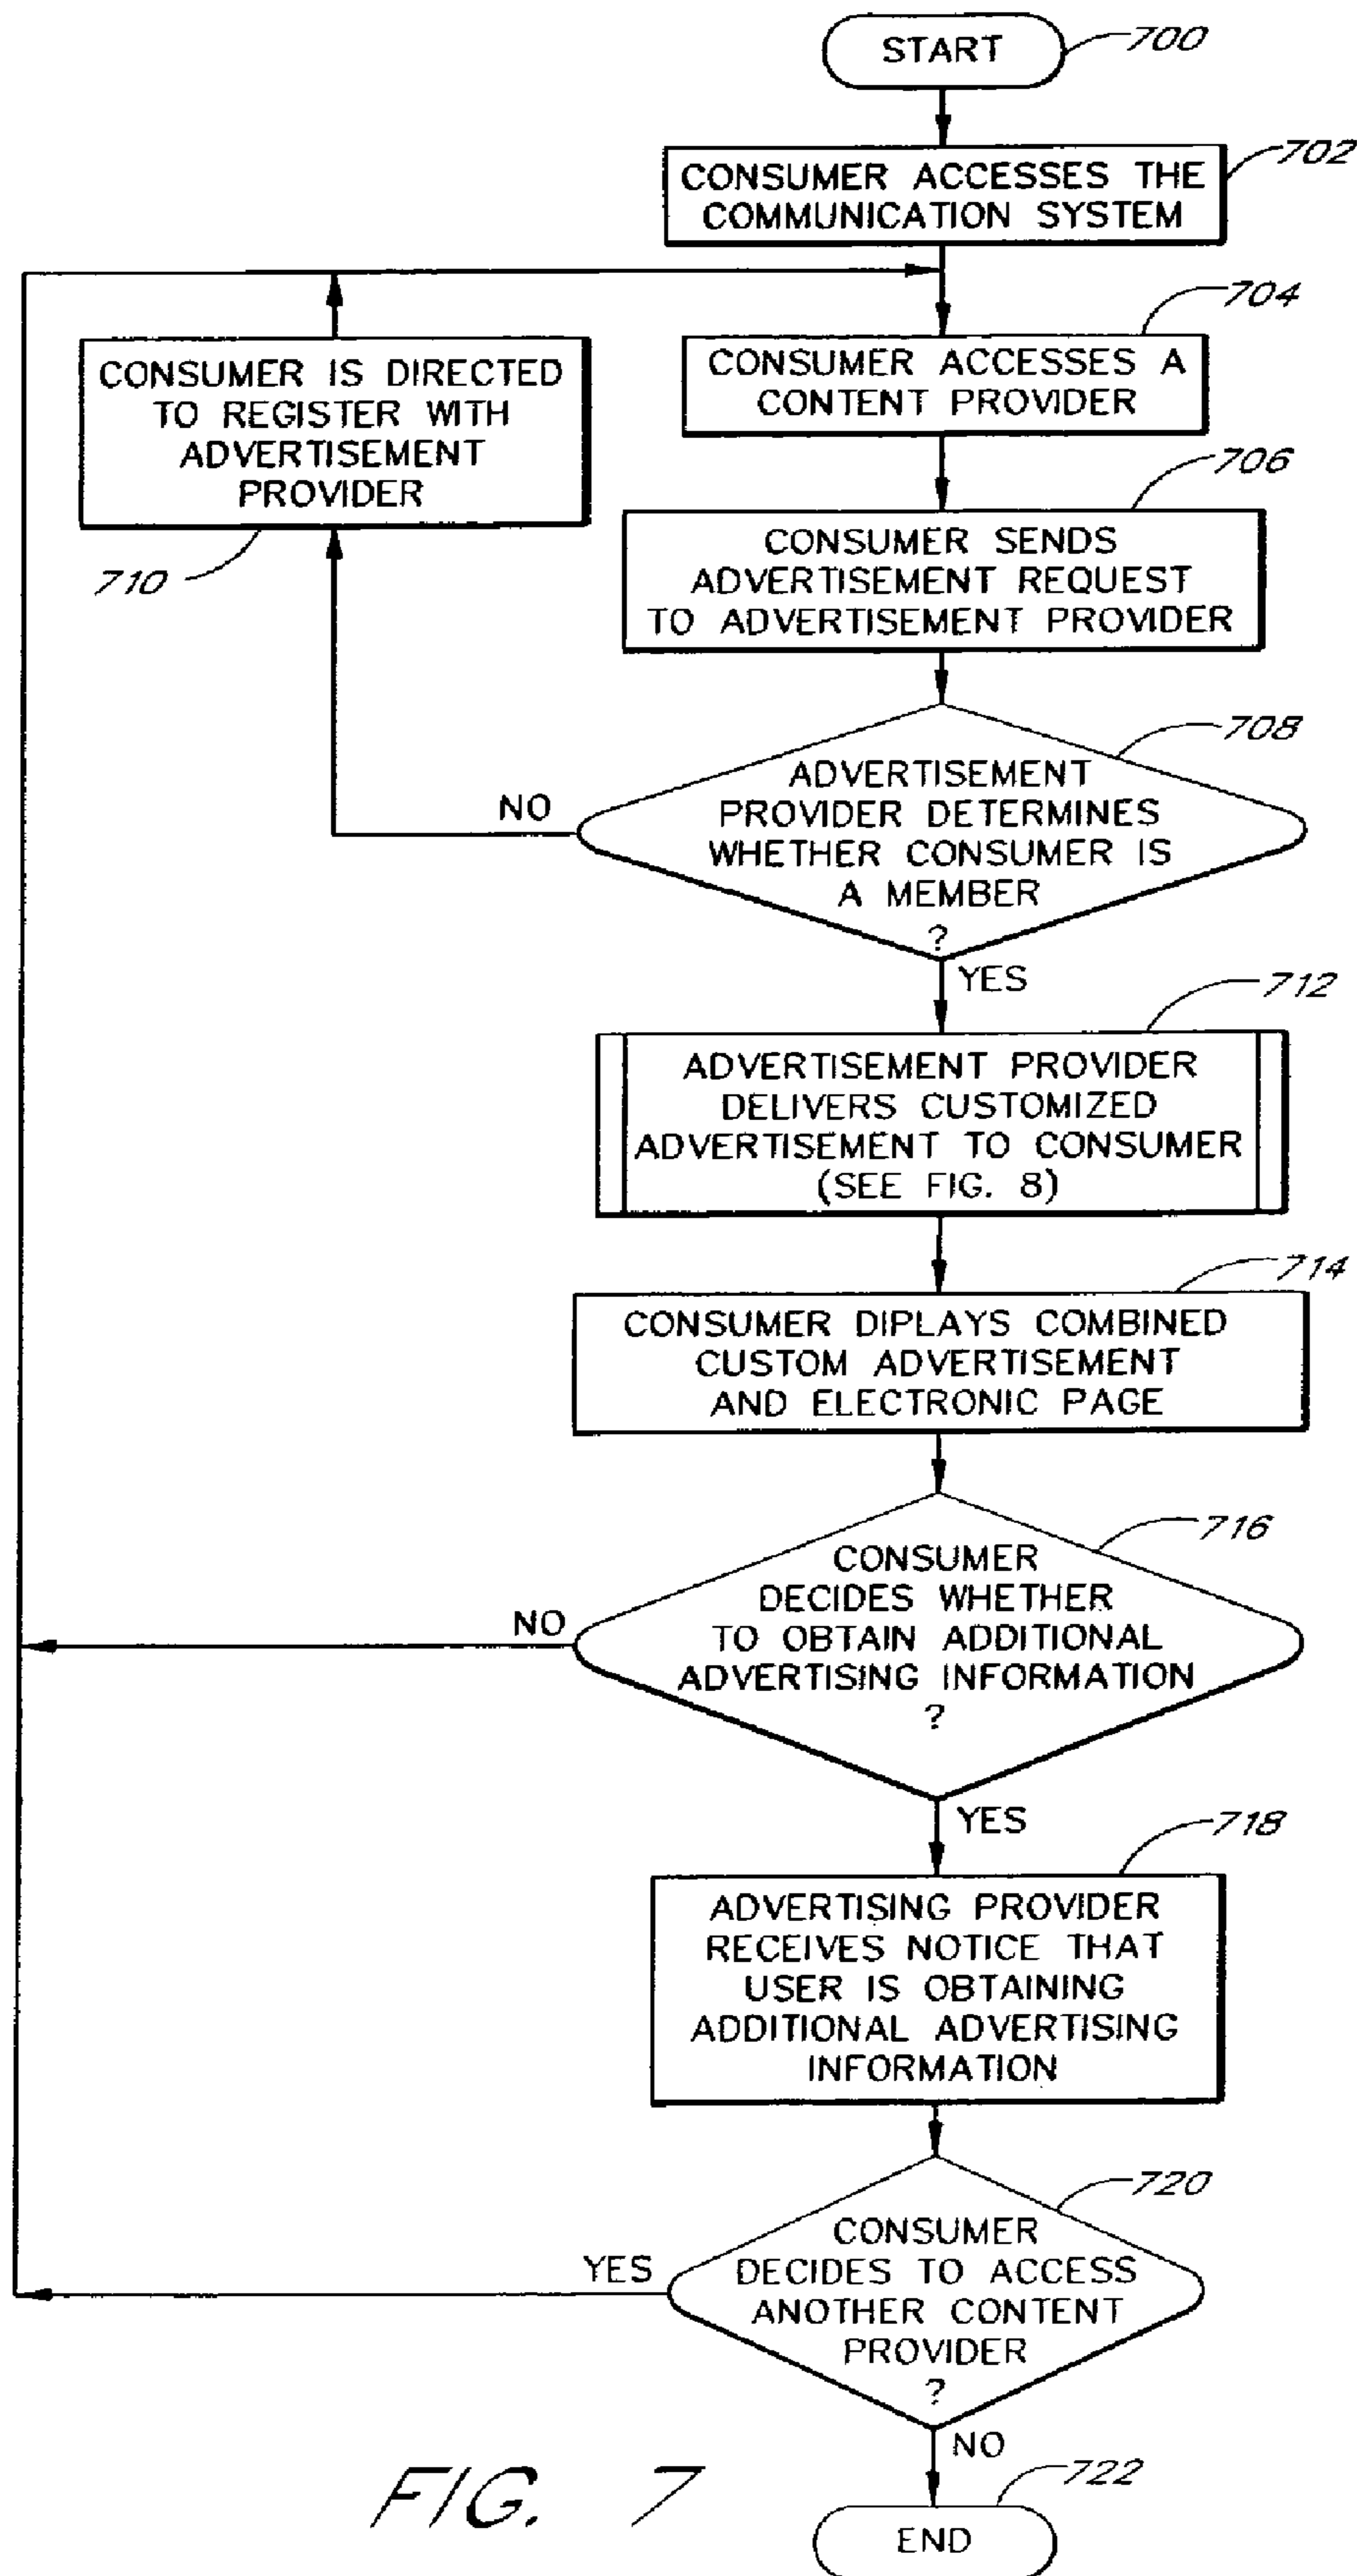 START
700
CONSUMER ACCESSES THE
COMMUNICATION SYSTEM
702
CONSUMER ACCESSES A
CONTENT PROVIDER
704
CONSUMER IS DIRECTED
TO REGISTER WITH
ADVERTISEMENT
PROVIDER
710
CONSUMER SENDS
ADVERTISEMENT REQUEST
TO ADVERTISEMENT PROVIDER
706
ADVERTISEMENT
PROVIDER DETERMINES
WHETHER CONSUMER IS
A MEMBER
?
708
NO
YES
ADVERTISEMENT PROVIDER
DELIVERS CUSTOMIZED
ADVERTISEMENT TO CONSUMER
(SEE FIG. 8)
712
CONSUMER DIPLAYS COMBINED
CUSTOM ADVERTISEMENT
AND ELECTRONIC PAGE
714
CONSUMER
DECIDES WHETHER
TO OBTAIN ADDITIONAL
ADVERTISING INFORMATION
?
716
NO
YES
ADVERTISING PROVIDER
RECEIVES NOTICE THAT
USER IS OBTAINING
ADDITIONAL ADVERTISING
INFORMATION
718
CONSUMER
DECIDES TO ACCESS
ANOTHER CONTENT
PROVIDER
?
720
YES
NO
END
722
FIG. 7